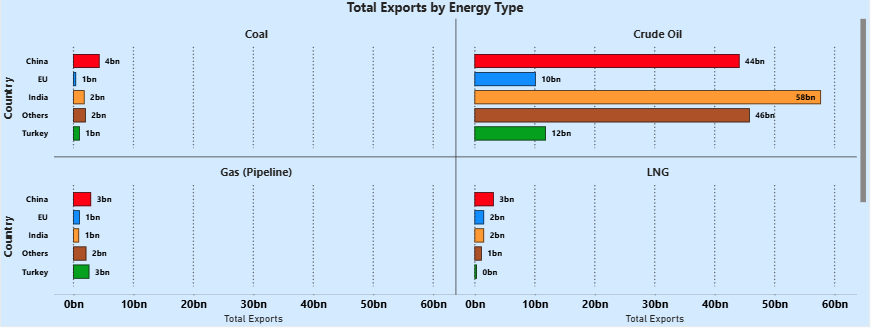 Total Exports by Energy Type
Coal
Crude Oil
Country
China 4bn
EU 1bn
India 2bn
Others 2bn
Turkey 1bn
44bn
10bn
58bn
46bn
12bn
Gas (Pipeline)
LNG
Country
China 3bn
EU 1bn
India 1bn
Others 2bn
Turkey 3bn
3bn
2bn
2bn
1bn
0bn
0bn 10bn 20bn 30bn 40bn 50bn 60bn
0bn 10bn 20bn 30bn 40bn 50bn 60bn
Total Exports
Total Exports